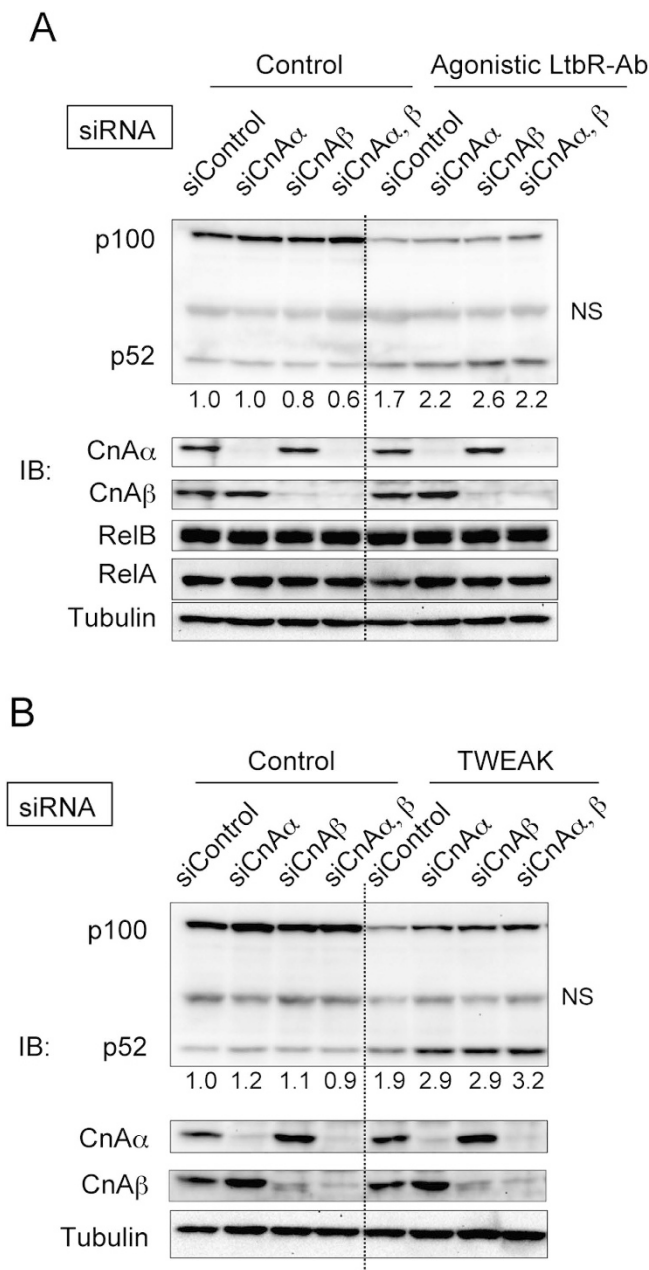 A
Control Agonistic LtbR-Ab
siRNA
siControl siCnAα siCnAβ siCnAα, β siControl siCnAα siCnAβ siCnAα, β
p100
NS
p52
1.0 1.0 0.8 0.6 1.7 2.2 2.6 2.2
IB:
CnAα
CnAβ
RelB
RelA
Tubulin
B
Control TWEAK
siRNA
siControl siCnAα siCnAβ siCnAα, β siControl siCnAα siCnAβ siCnAα, β
p100
NS
IB: p52
1.0 1.2 1.1 0.9 1.9 2.9 2.9 3.2
CnAα
CnAβ
Tubulin